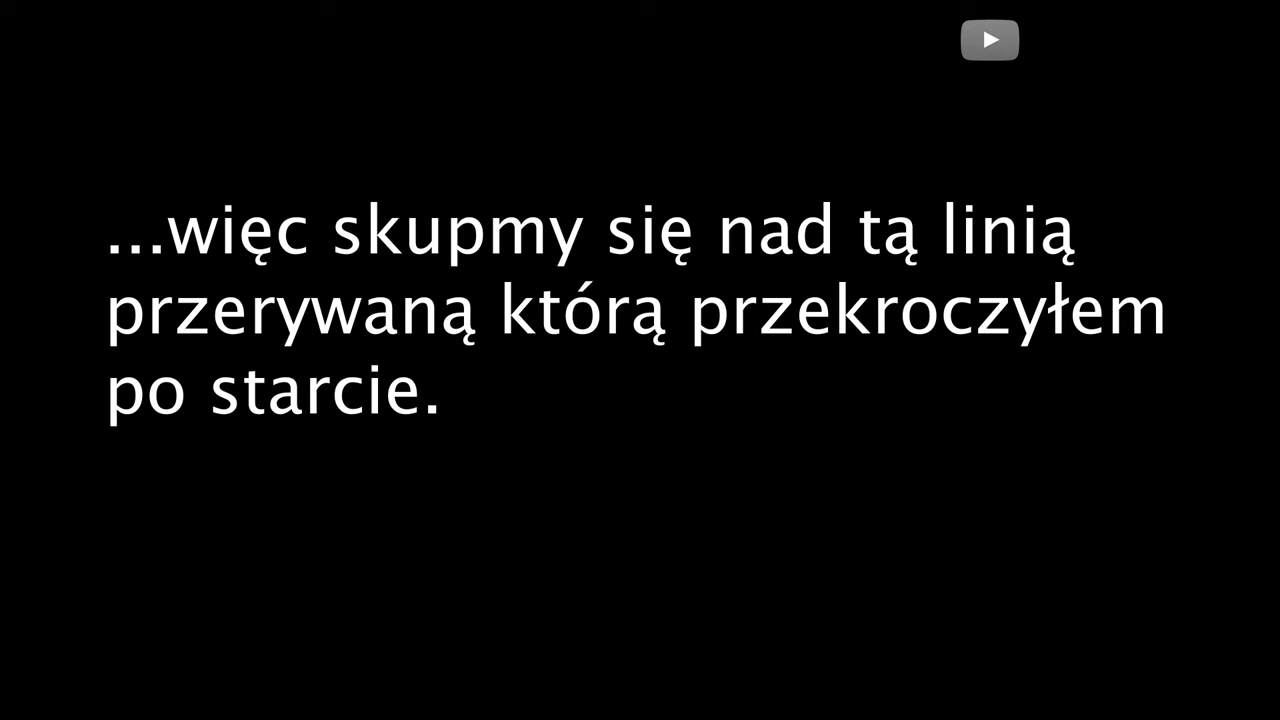 ...więc skupmy się nad tą linią
przerywaną którą przekroczyłem
po starcie.